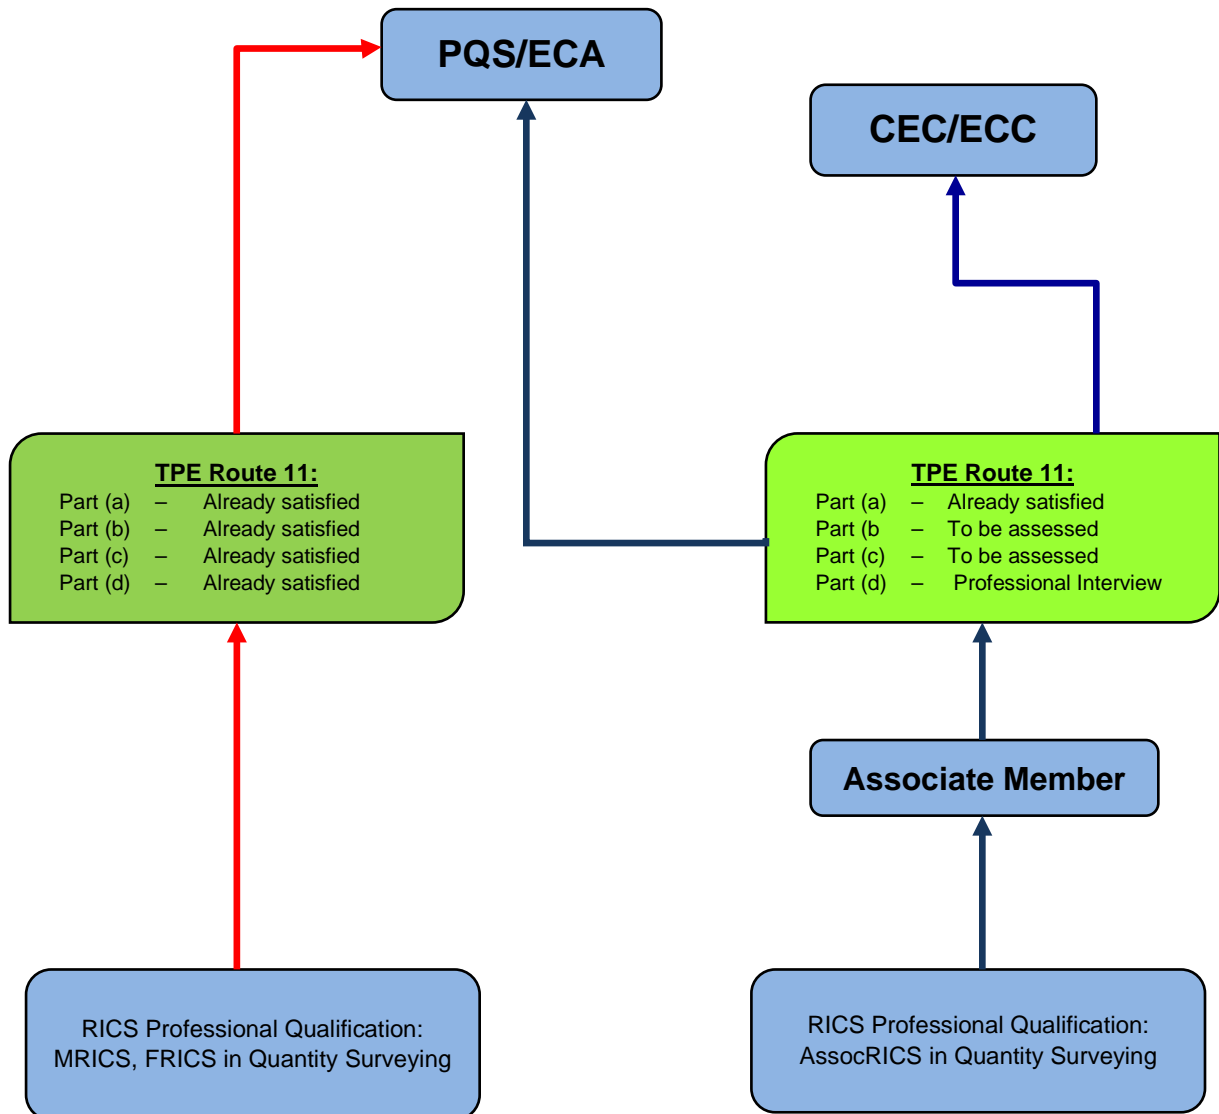 PQS/ECA
CEC/ECC
TPE Route 11:
Part (a) – Already satisfied
Part (b) – Already satisfied
Part (c) – Already satisfied
Part (d) – Already satisfied
TPE Route 11:
Part (a) – Already satisfied
Part (b – To be assessed
Part (c) – To be assessed
Part (d) – Professional Interview
Associate Member
RICS Professional Qualification:
MRICS, FRICS in Quantity Surveying
RICS Professional Qualification:
AssocRICS in Quantity Surveying